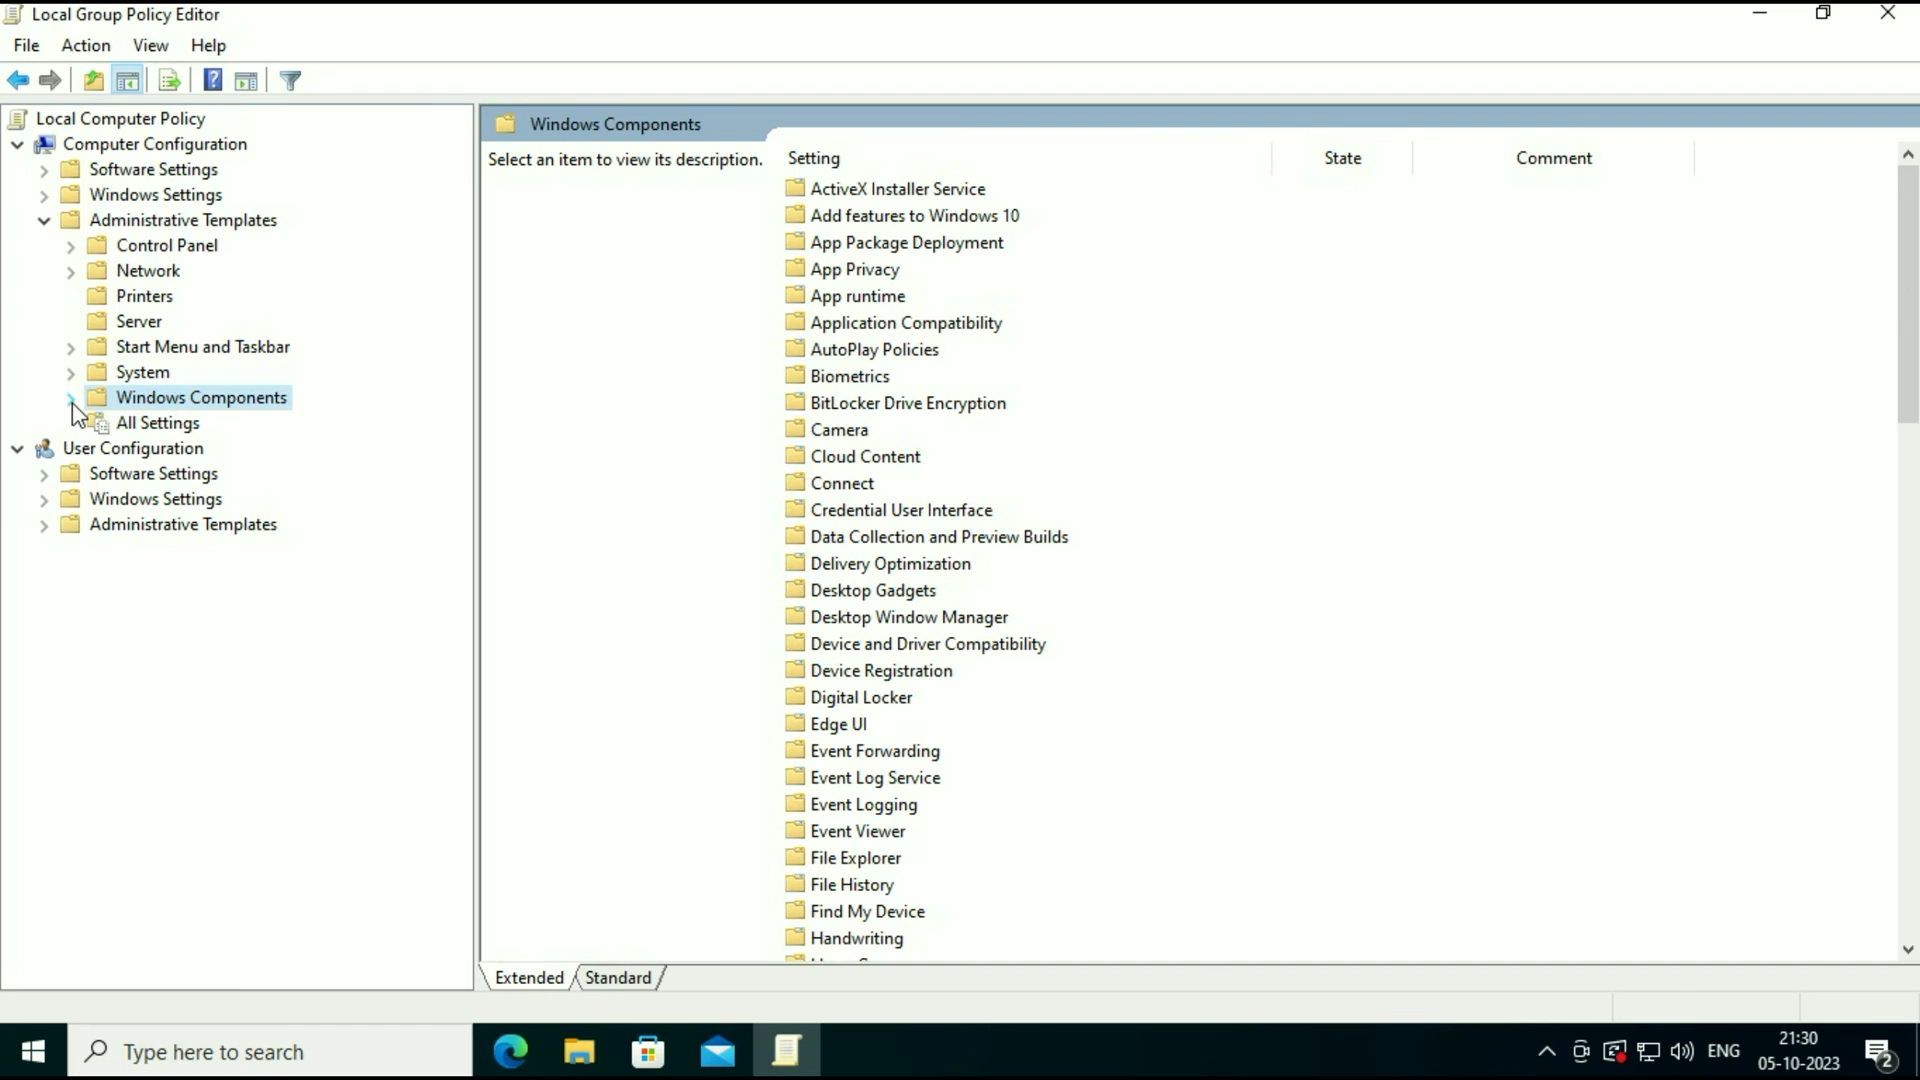 Local Group Policy Editor
File Action View Help
Local Computer Policy
Computer Configuration
Software Settings
Windows Settings
Administrative Templates
Control Panel
Network
Printers
Server
Start Menu and Taskbar
System
Windows Components
All Settings
User Configuration
Software Settings
Windows Settings
Administrative Templates
Windows Components
Select an item to view its description.
Setting State Comment
ActiveX Installer Service
Add features to Windows 10
App Package Deployment
App Privacy
App runtime
Application Compatibility
AutoPlay Policies
Biometrics
BitLocker Drive Encryption
Camera
Cloud Content
Connect
Credential User Interface
Data Collection and Preview Builds
Delivery Optimization
Desktop Gadgets
Desktop Window Manager
Device and Driver Compatibility
Device Registration
Digital Locker
Edge UI
Event Forwarding
Event Log Service
Event Logging
Event Viewer
File Explorer
File History
Find My Device
Handwriting
Extended Standard
Type here to search
ENG
21:30
05-10-2023
2